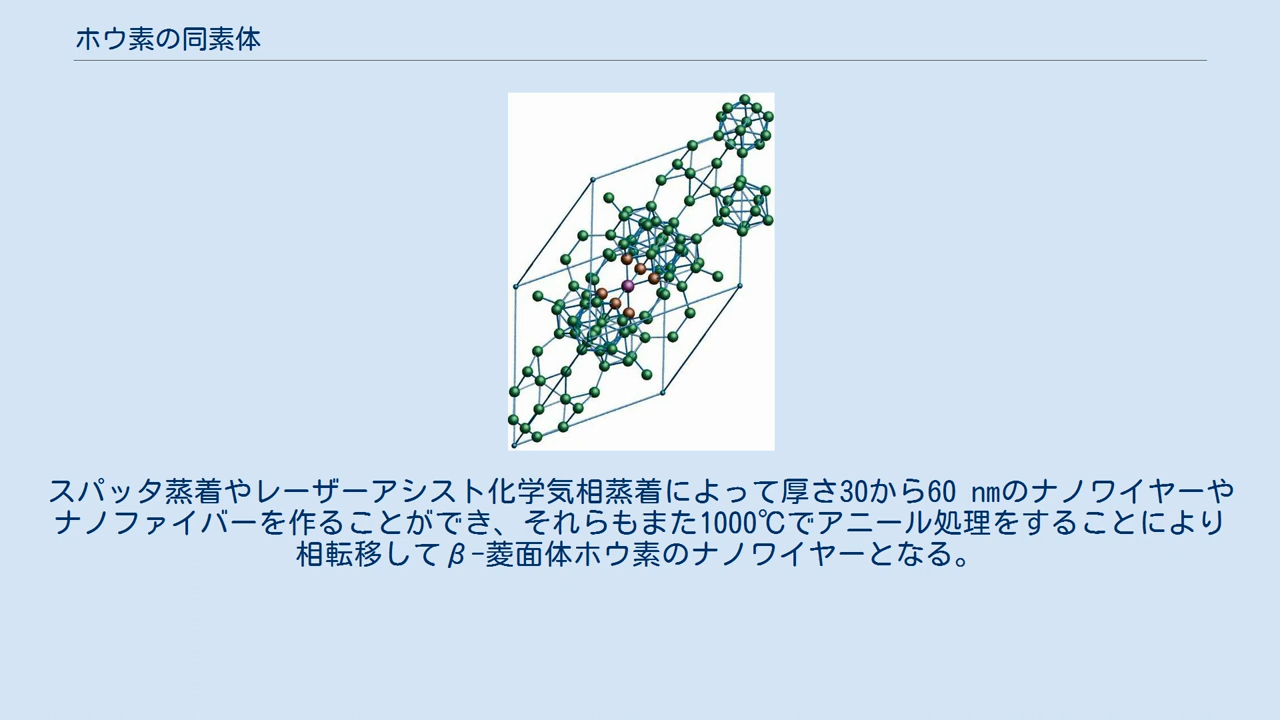 ホウ素の同素体
スパッタ蒸着やレーザーアシスト化学気相蒸着によって厚さ30から60 nmのナノワイヤーや
ナノファイバーを作ることができ、それらもまた1000℃でアニール処理をすることにより
相転移してβ-菱面体ホウ素のナノワイヤーとなる。